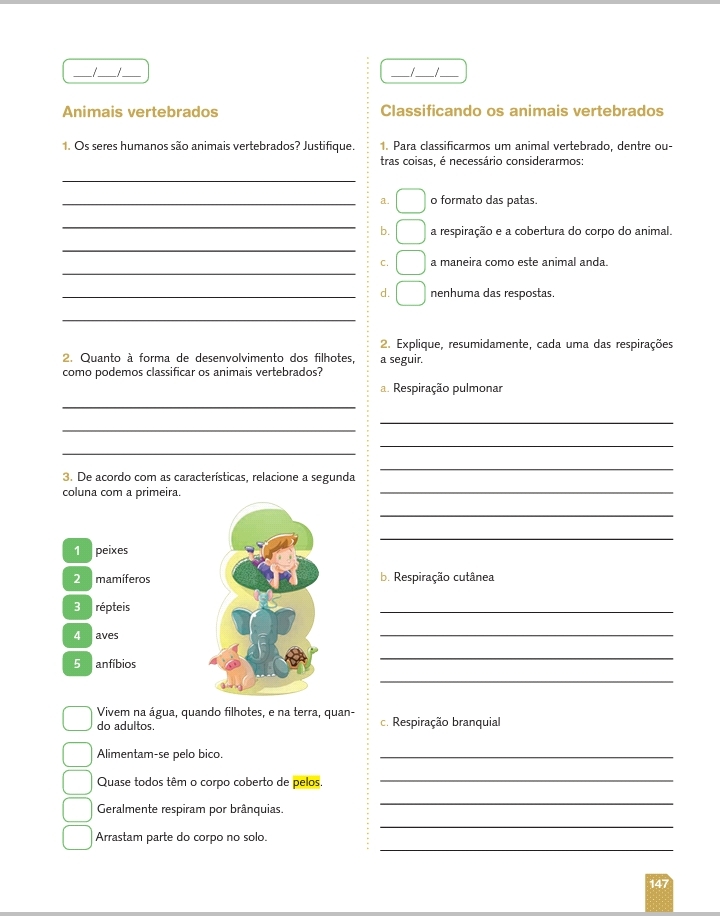 ___/___/___
Animais vertebrados
1. Os seres humanos são animais vertebrados? Justifique.
2. Quanto à forma de desenvolvimento dos filhotes,
como podemos classificar os animais vertebrados?
3. De acordo com as características, relacione a segunda
coluna com a primeira.
1 peixes
2 mamíferos
3 répteis
4 aves
5 anfíbios
Vivem na água, quando filhotes, e na terra, quan-
do adultos.
Alimentam-se pelo bico.
Quase todos têm o corpo coberto de pelos.
Geralmente respiram por brânquias.
Arrastam parte do corpo no solo.
___/___/___
Classificando os animais vertebrados
1. Para classificarmos um animal vertebrado, dentre ou-
tras coisas, é necessário considerarmos:
a. o formato das patas.
b. a respiração e a cobertura do corpo do animal.
c. a maneira como este animal anda.
d. nenhuma das respostas.
2. Explique, resumidamente, cada uma das respirações
a seguir.
a. Respiração pulmonar
b. Respiração cutânea
c. Respiração branquial
147